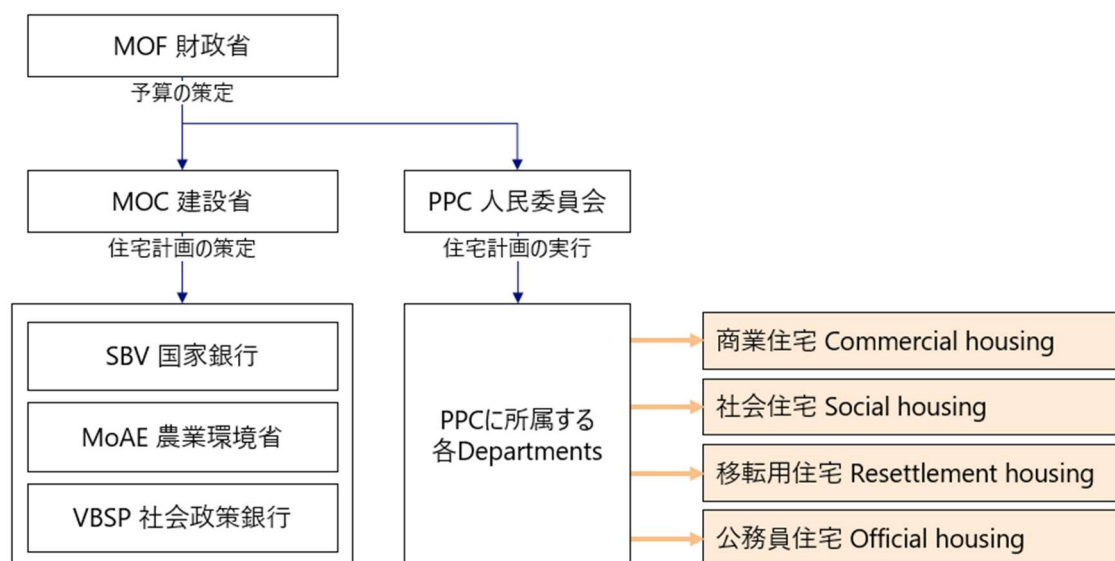 MOF 財政省
予算の策定
MOC 建設省
PPC 人民委員会
住宅計画の策定
住宅計画の実行
SBV 国家銀行
MoAE 農業環境省
VBSP 社会政策銀行
PPCに所属する
各Departments
商業住宅 Commercial housing
社会住宅 Social housing
移転用住宅 Resettlement housing
公務員住宅 Official housing